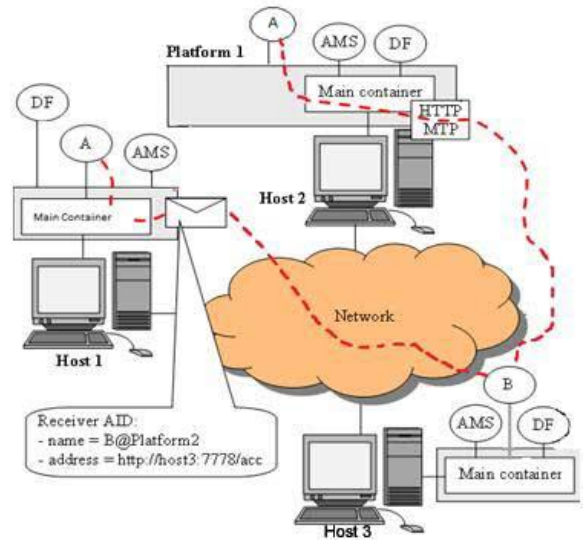 A
Platform 1
AMS
DF
Main container
HTTP
MTP
DF
A
AMS
Main Container
Host 2
Host 1
Network
Receiver AID:
- name = B@Platform2
- address = http://host3:7778/acc
B
AMS
DF
Main container
Host 3